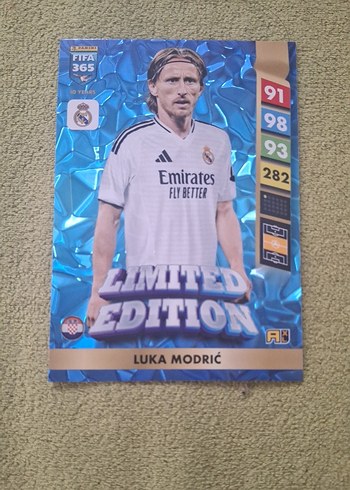 PANINI
FIFA
365
10 YEARS
91
98
93
282
Emirates
FLY BETTER
LIMITED
EDITION
LUKA MODRIĆ